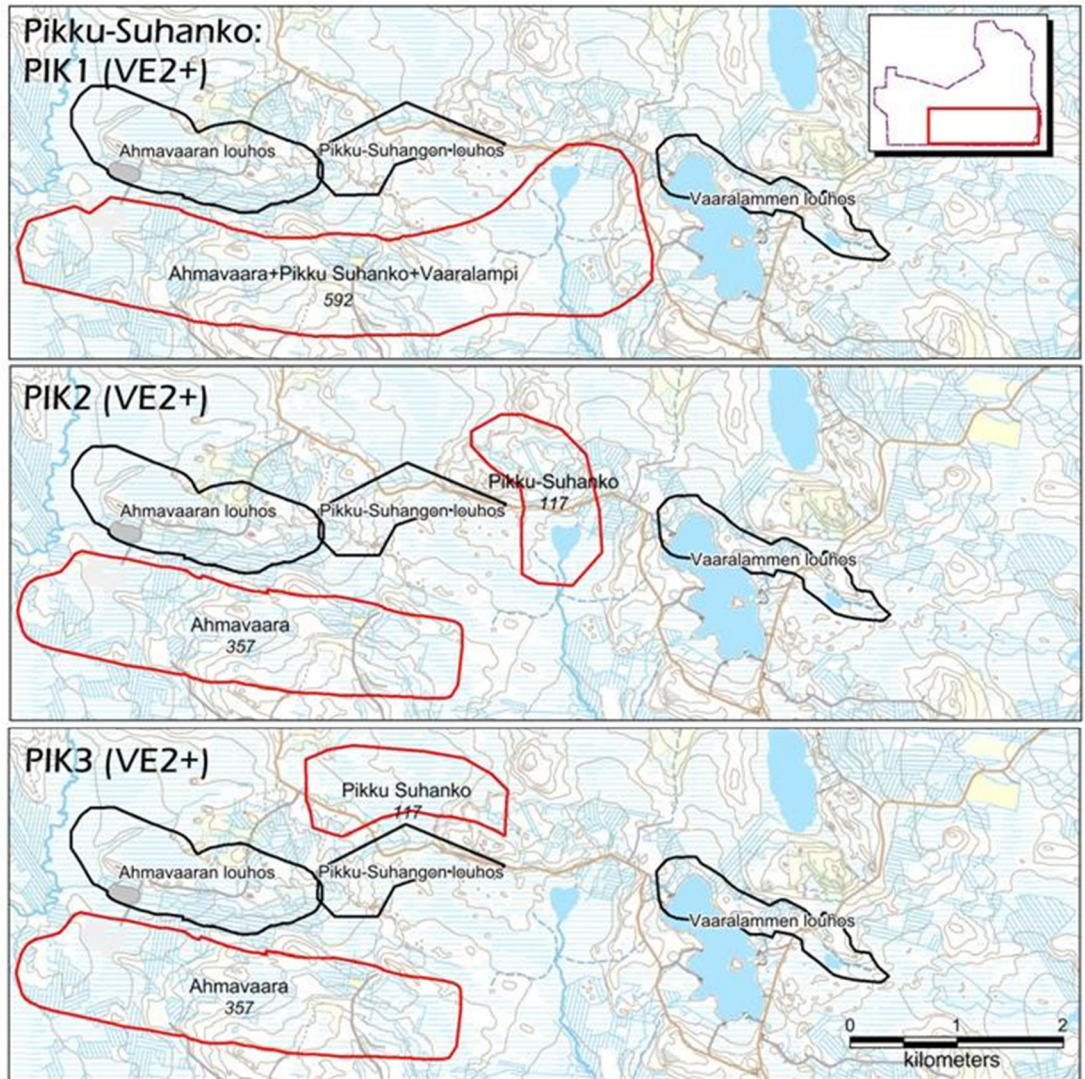 Pikku-Suhanko:
PIK1 (VE2+)
Ahmavaaran louhos
Pikku-Suhangon louhos
Vaaralammen louhos
Ahmavaara+Pikku Suhanko+Vaaralampi
592
PIK2 (VE2+)
Pikku-Suhanko
117
Ahmavaaran louhos
Pikku-Suhangon louhos
Vaaralammen louhos
Ahmavaara
357
PIK3 (VE2+)
Pikku Suhanko
117
Ahmavaaran louhos
Pikku-Suhangon louhos
Vaaralammen louhos
Ahmavaara
357
0 1 2
kilometers